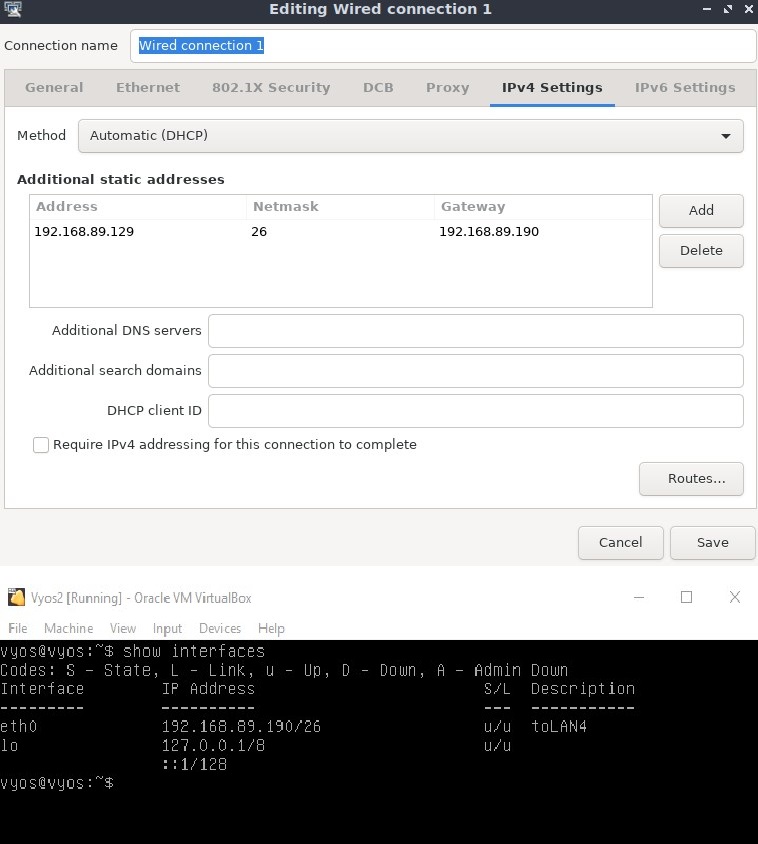 Editing Wired connection 1
Connection name Wired connection 1
General Ethernet 802.1X Security DCB Proxy IPv4 Settings IPv6 Settings
Method Automatic (DHCP)
Additional static addresses
Address Netmask Gateway
Add
192.168.89.129 26 192.168.89.190
Delete
Additional DNS servers
Additional search domains
DHCP client ID
Require IPv4 addressing for this connection to complete
Routes...
Cancel Save
Vyos2 [Running] - Oracle VM VirtualBox
File Machine View Input Devices Help
vyos@vyos:~$ show interfaces
Codes: S - State, L - Link, u - Up, D - Down, A - Admin Down
Interface IP Address S/L Description
--------- ---------- --- -----------
eth0 192.168.89.190/26 u/u toLAN4
lo 127.0.0.1/8 u/u
::1/128
vyos@vyos:~$